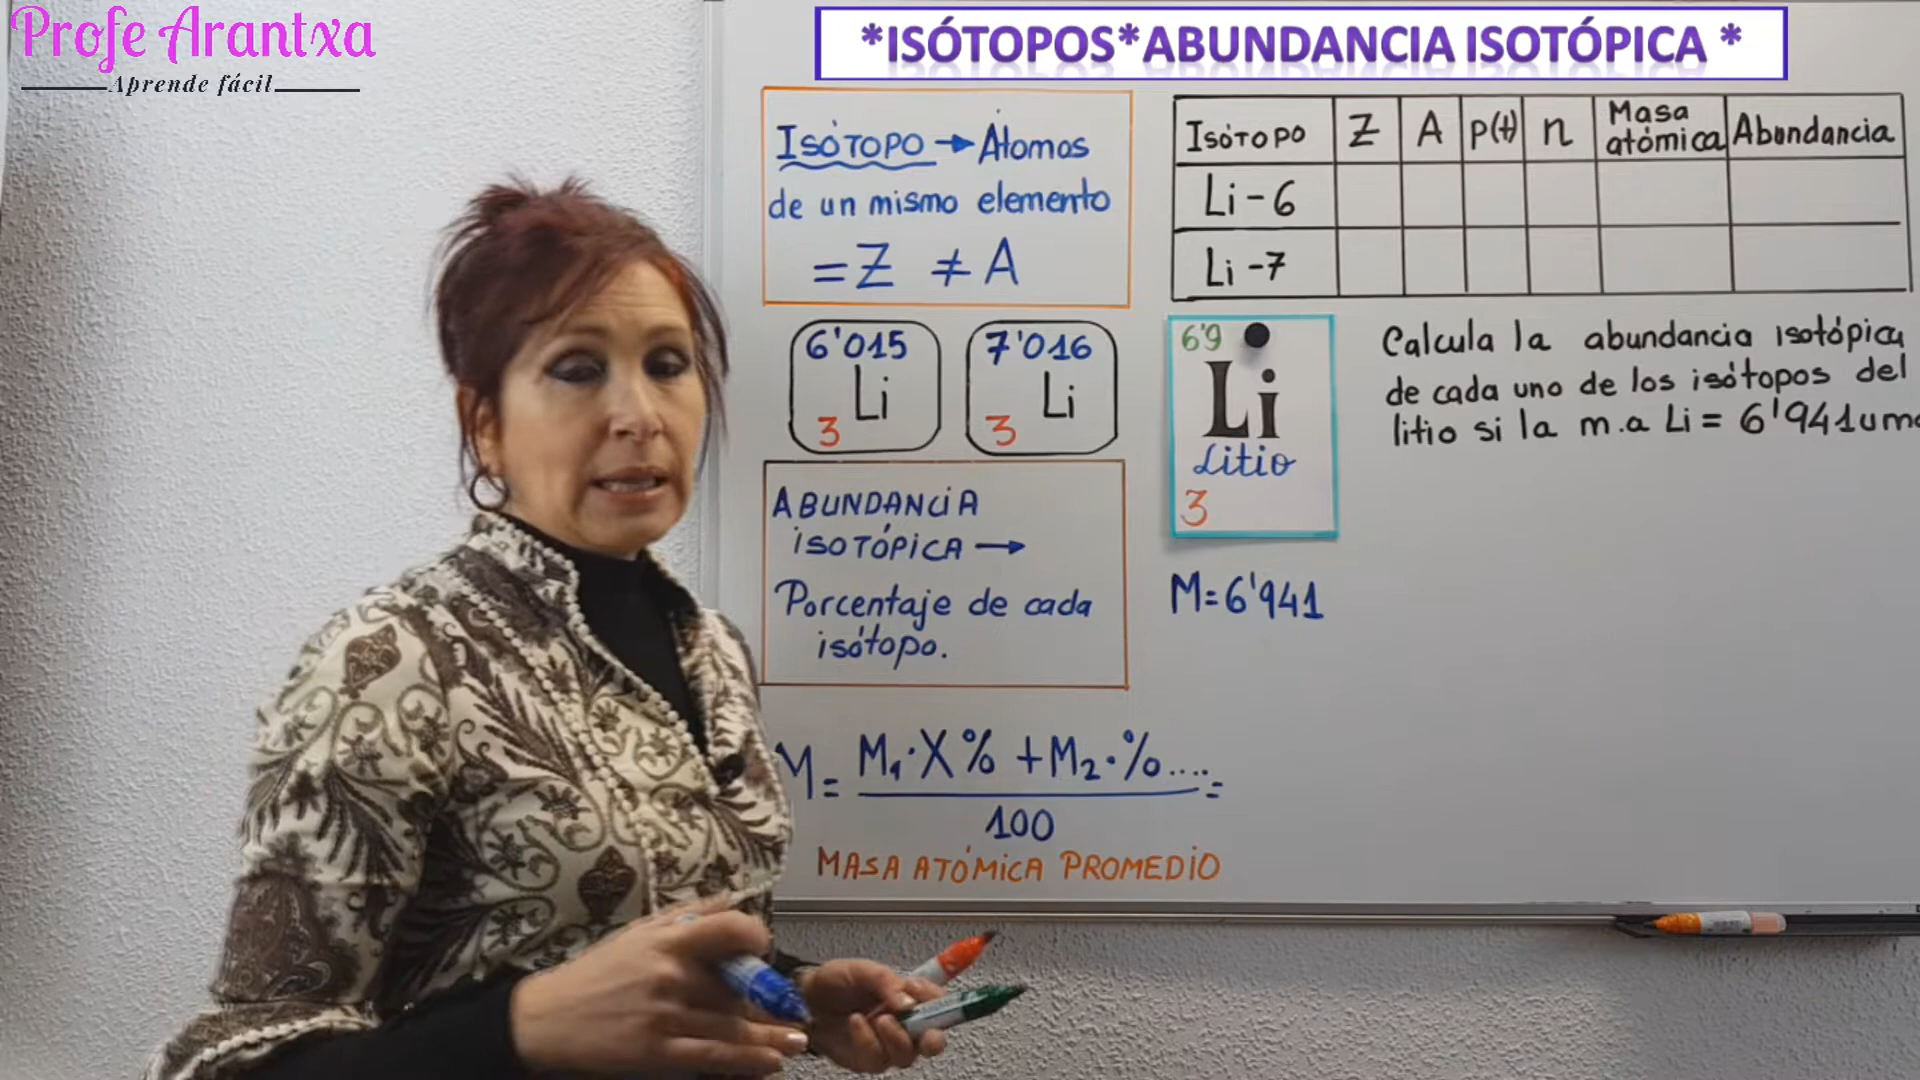 Profe Arantxa
Aprende fácil
*ISÓTOPOS*ABUNDANCIA ISOTÓPICA *
ISÓTOPO → Átomos
de un mismo elemento
= Z ≠ A
6'015
Li
3
7'016
Li
3
ABUNDANCIA
ISOTÓPICA →
Porcentaje de cada
isótopo.
M = M₁·X% + M₂·%.... =
100
MASA ATÓMICA PROMEDIO
ISÓTOPO Z A p(+) n Masa atómica Abundancia
Li-6
Li-7
6'9
Li
Litio
3
Calcula la abundancia isotópica
de cada uno de los isótopos del
litio si la m.a Li = 6'941um
M=6'941